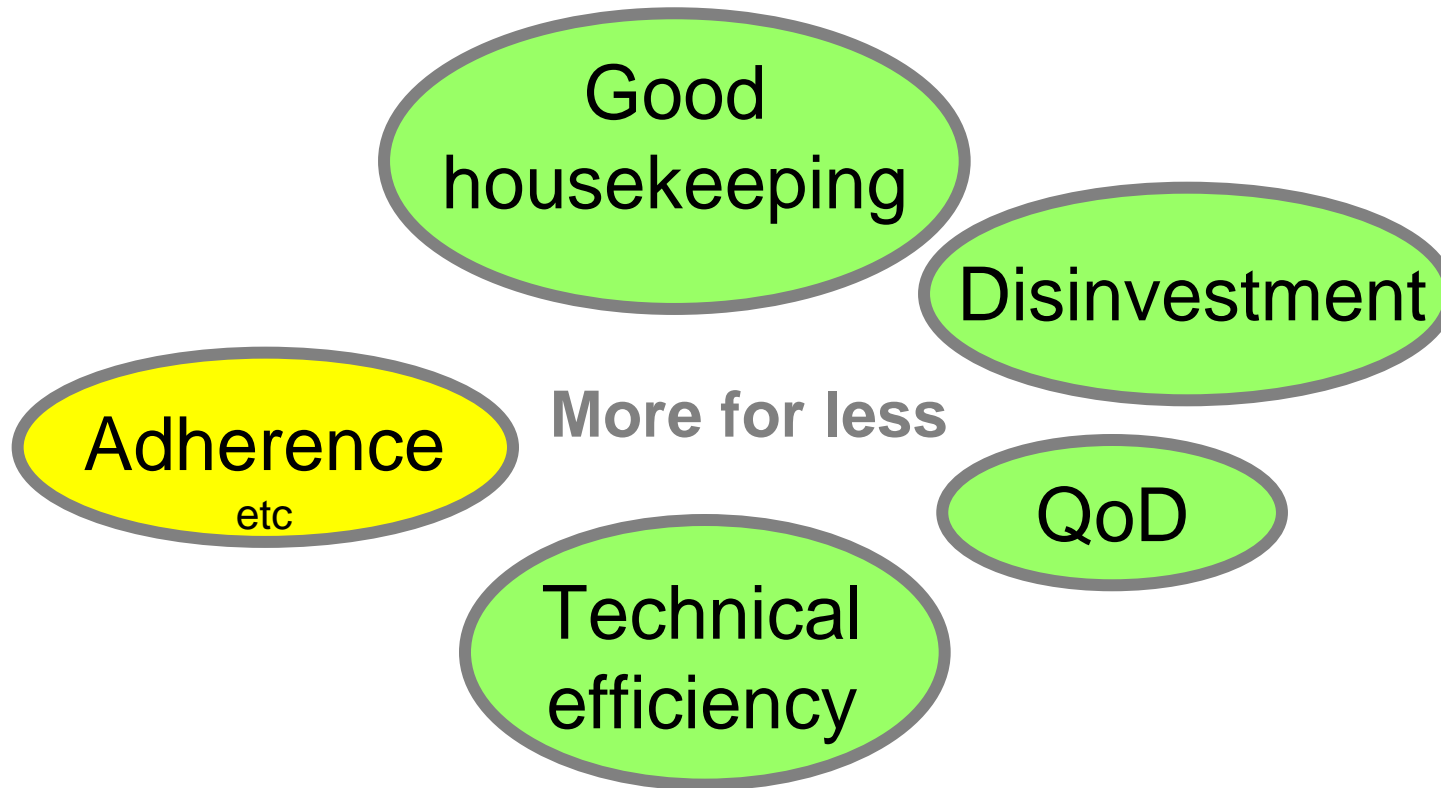 Good
housekeeping
Disinvestment
More for less
Adherence
etc
QoD
Technical
efficiency